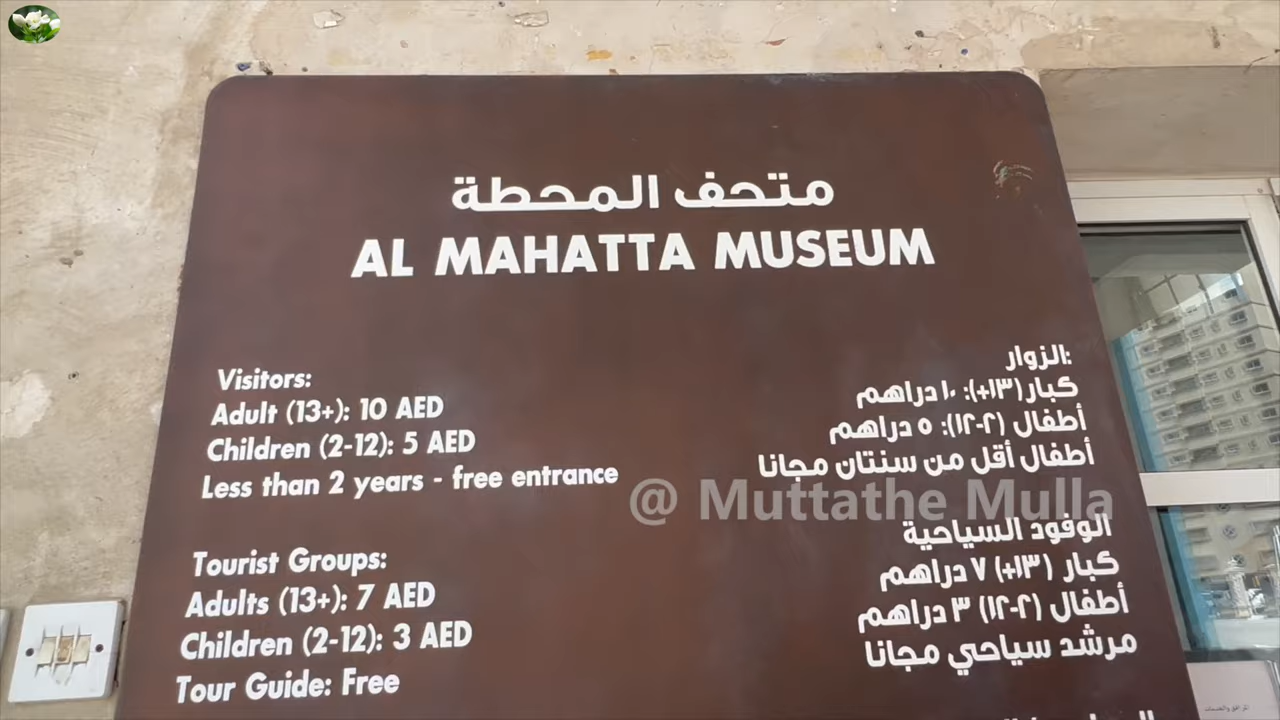 متحف المحطة
AL MAHATTA MUSEUM
Visitors:
Adult (13+): 10 AED
Children (2-12): 5 AED
Less than 2 years - free entrance
الزوار:
كبار (١٣+): ١٠ دراهم
أطفال (٢-١٢): ٥ دراهم
أطفال أقل من سنتان مجانا
@ Muttathe Mulla
Tourist Groups:
Adults (13+): 7 AED
Children (2-12): 3 AED
Tour Guide: Free
الوفود السياحية
كبار (١٣+) ٧ دراهم
أطفال (٢-١٢) ٣ دراهم
مرشد سياحي مجانا